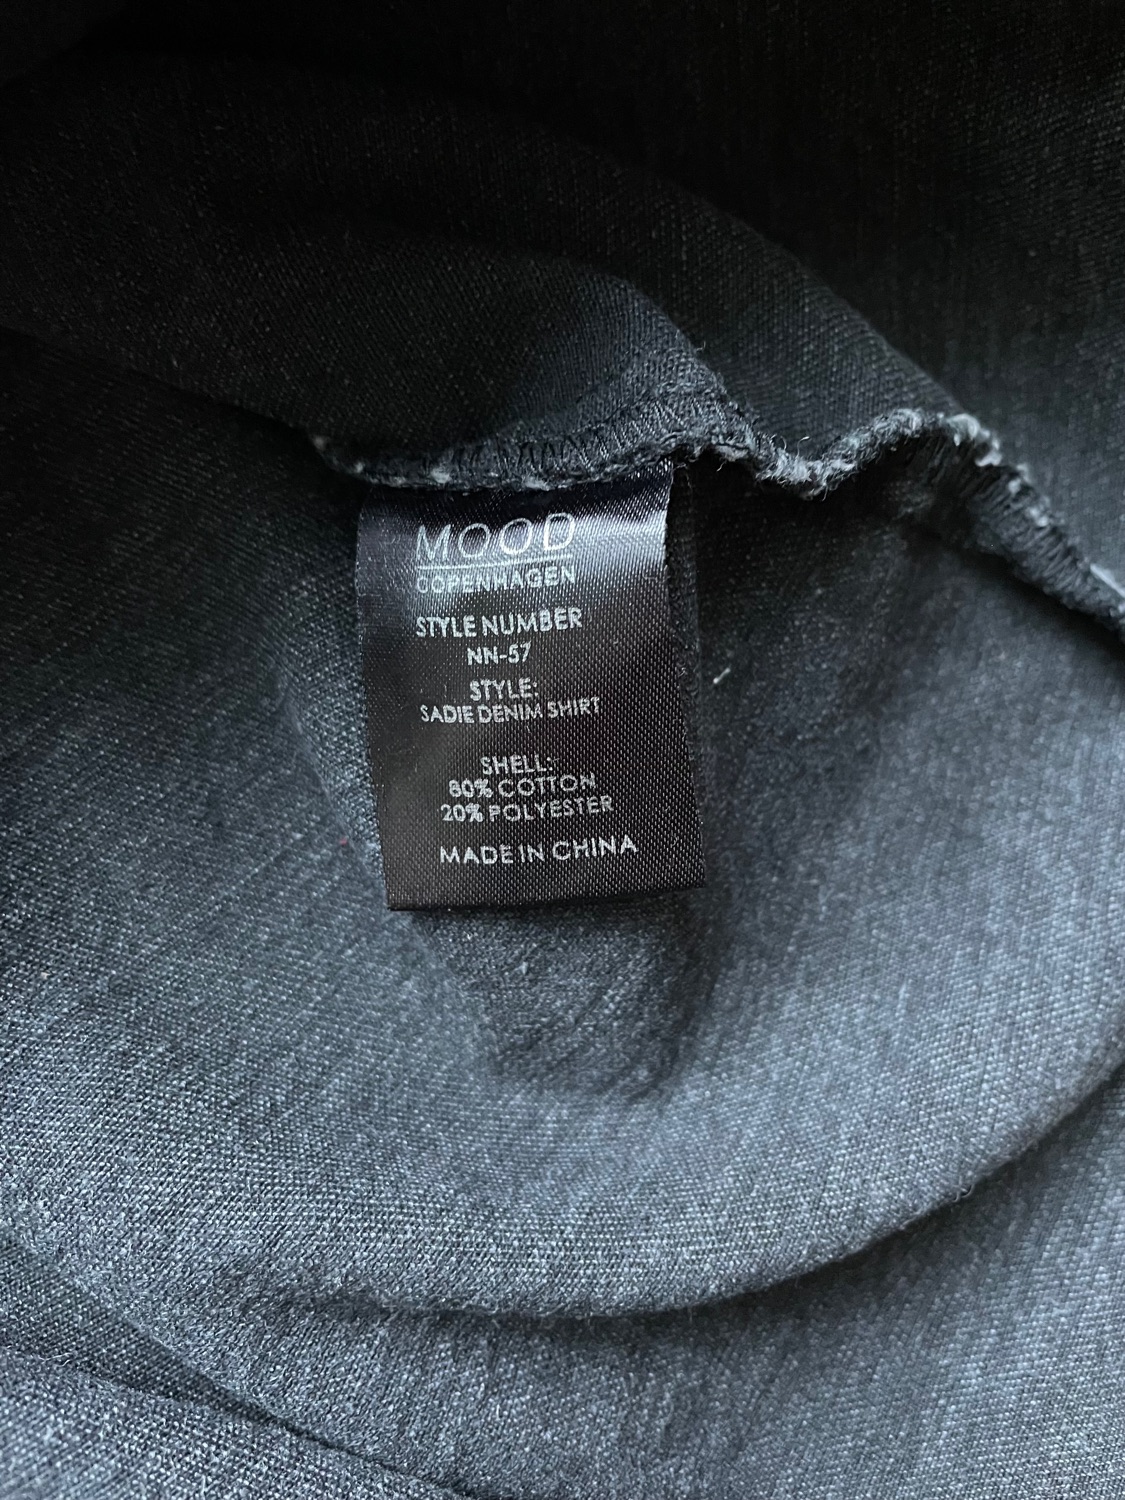 MOOD
COPENHAGEN
STYLE NUMBER
NN-57
STYLE:
SADIE DENIM SHIRT
SHELL:
80% COTTON
20% POLYESTER
MADE IN CHINA